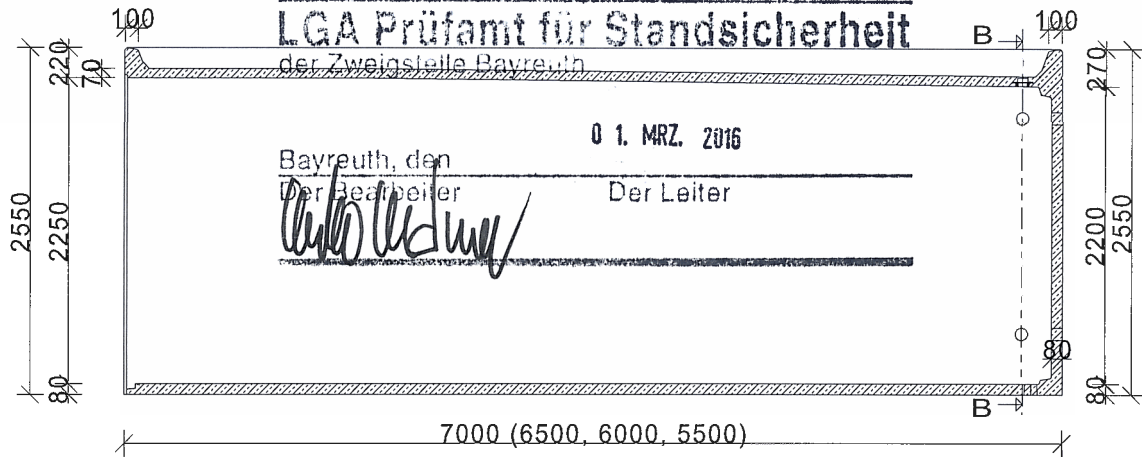 100
LGA Prüfamt für Standsicherheit
B
100
der Zweigstelle Bayreuth
220
70
270
0 1. MRZ. 2016
Bayreuth, den
Der Bearbeiter
Der Leiter
2550
2250
2200
2550
80
80
80
B
7000 (6500, 6000, 5500)